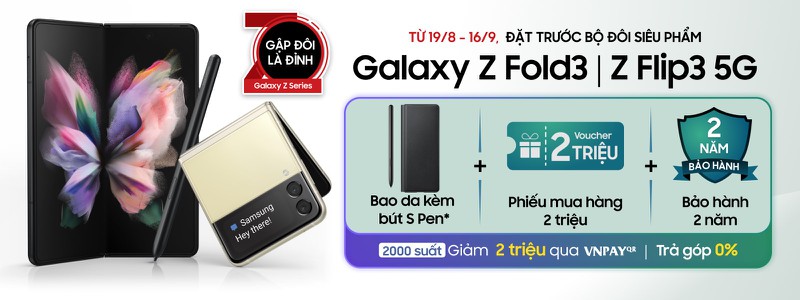 GẬP ĐÔI
LÀ ĐỈNH
Galaxy Z Series
TỪ 19/8 - 16/9, ĐẶT TRƯỚC BỘ ĐÔI SIÊU PHẨM
Galaxy Z Fold3 | Z Flip3 5G
Samsung
Hey there!
Bao da kèm
bút S Pen*
+
Voucher
2 TRIỆU
Phiếu mua hàng
2 triệu
+
2
NĂM
BẢO HÀNH
Bảo hành
2 năm
2000 suất Giảm 2 triệu qua VNPAYQR | Trả góp 0%